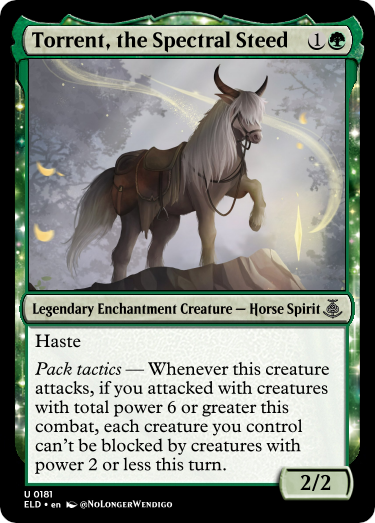 Torrent, the Spectral Steed 1
Legendary Enchantment Creature — Horse Spirit
Haste
Pack tactics — Whenever this creature
attacks, if you attacked with creatures
with total power 6 or greater this
combat, each creature you control
can't be blocked by creatures with
power 2 or less this turn.
2/2
U 0181
ELD • en @NoLongerWendigo